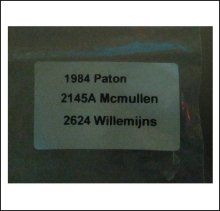 1984 Paton
2145A Mcmullen
2624 Willemijns